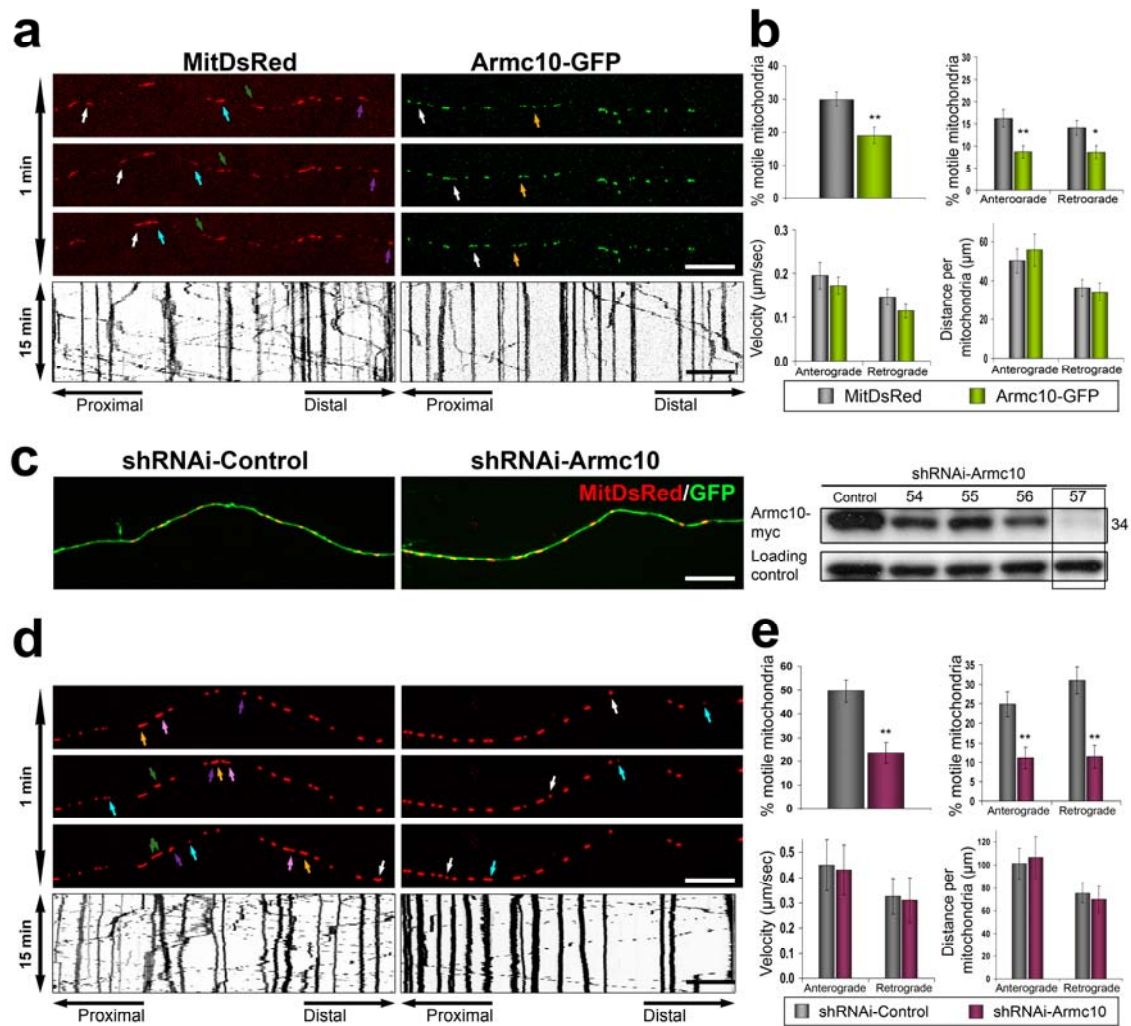 a
MitDsRed
Armc10-GFP
1 min
15 min
Proximal
Distal
Proximal
Distal
b
% motile mitochondria
40
30
20
10
0
**
% motile mitochondria
25
20
15
10
5
0
**
*
Anterograde Retrograde
Velocity (µm/sec)
0.3
0.2
0.1
0.0
Anterograde Retrograde
Distance per mitochondria (µm)
60
40
20
0
Anterograde Retrograde
MitDsRed
Armc10-GFP
c
shRNAi-Control
shRNAi-Armc10
MitDsRed/GFP
shRNAi-Armc10
Control 54 55 56 57
Armc10-
myc
34
Loading
control
d
1 min
15 min
Proximal
Distal
Proximal
Distal
e
% motile mitochondria
60
50
40
30
20
10
0
**
% motile mitochondria
35
30
25
20
15
10
5
0
**
**
Anterograde Retrograde
Velocity (µm/sec)
0.6
0.5
0.4
0.3
0.2
0.1
0.0
Anterograde Retrograde
Distance per mitochondria (µm)
120
100
80
60
40
20
0
Anterograde Retrograde
shRNAi-Control
shRNAi-Armc10